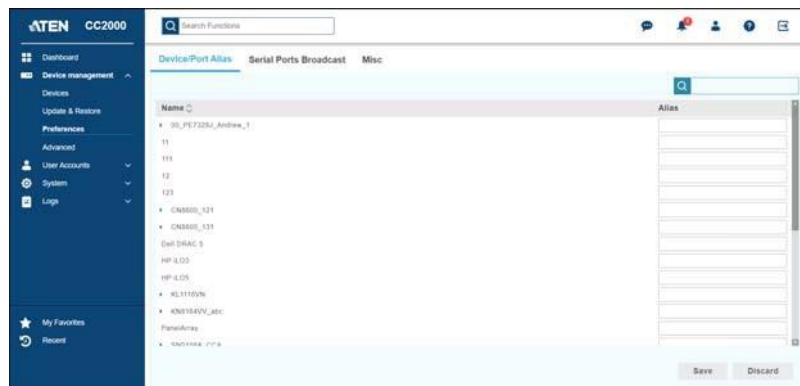 ATEN CC2000
Search Functions
Dashboard
Device management
Devices
Update & Restore
Preferences
Advanced
User Accounts
System
Logs
My Favorites
Recent
Device/Port Alias Serial Ports Broadcast Misc
Name Alias
11
111
12
123
CN8600_121
CN8600_131
Dell DRAC 5
HP iLO3
HP iLO5
KL1116VN
PanelArray
Save Discard